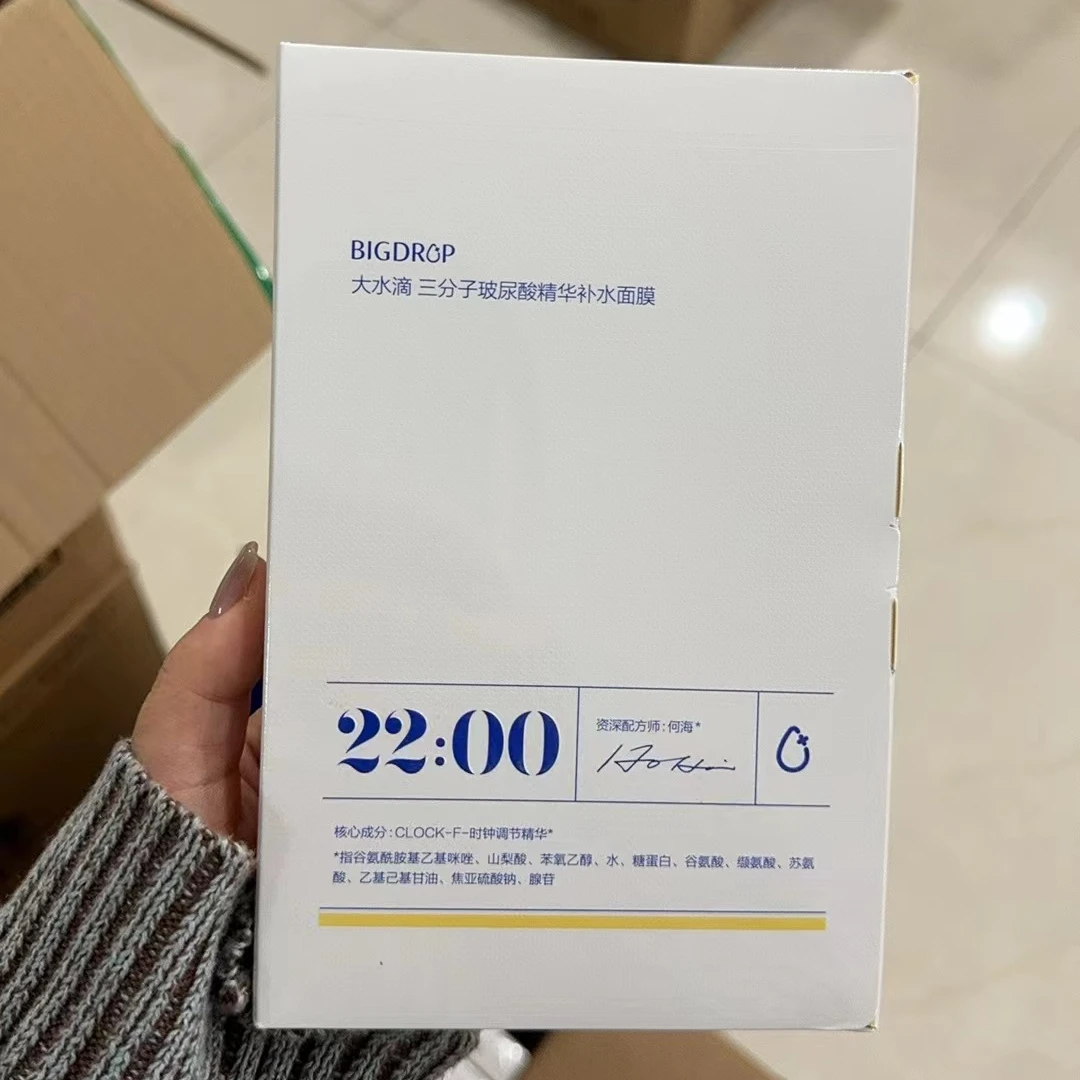 BIGDROP
大水滴 三分子玻尿酸精华补水面膜
22:00
资深配方师:何海*
核心成分:CLOCK-F-时钟调节精华*
*指谷氨酰胺基乙基咪唑、山梨酸、苯氧乙醇、水、糖蛋白、谷氨酸、缬氨酸、苏氨
酸、乙基己基甘油、焦亚硫酸钠、腺苷